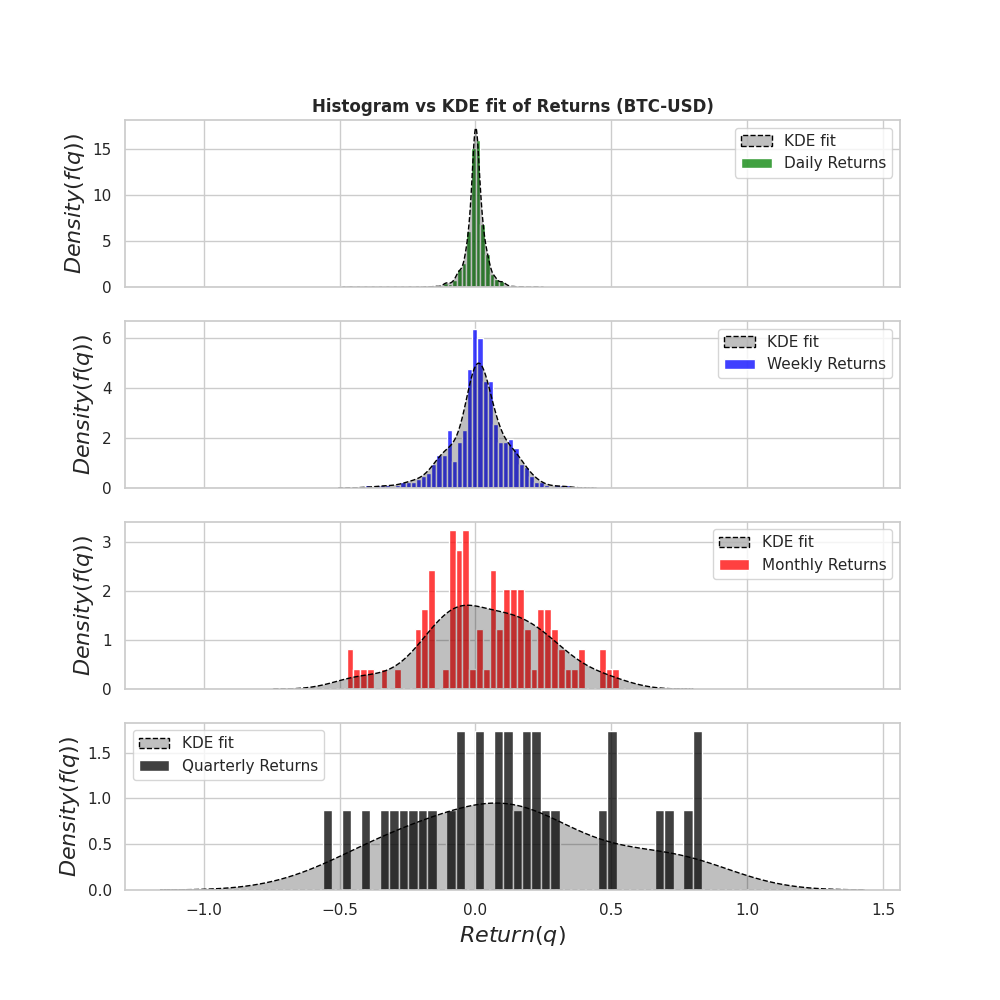 Histogram vs KDE fit of Returns (BTC-USD)
Density(f(q))
15
10
5
0
KDE fit
Daily Returns
Density(f(q))
6
4
2
0
KDE fit
Weekly Returns
Density(f(q))
3
2
1
0
KDE fit
Monthly Returns
Density(f(q))
1.5
1.0
0.5
0.0
KDE fit
Quarterly Returns
−1.0 −0.5 0.0 0.5 1.0 1.5
Return(q)